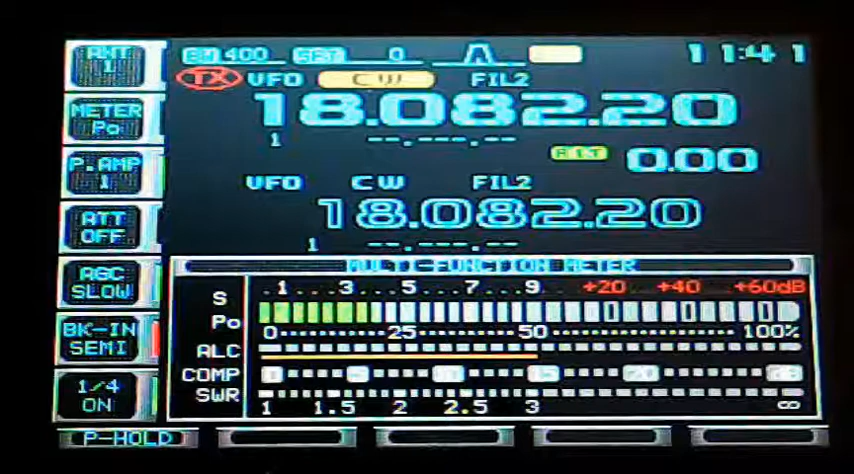 ANT 1
METER Po
P.AMP 1
ATT OFF
AGC SLOW
BK-IN SEMI
1/4 ON
BW 400 SFT 0 11:41
TX VFO CW FIL2
18.082.20
1 --.---.--
0.00
VFO CW FIL2
18.082.20
1 --.---.--
MULTI-FUNCTION METER
S .1...3...5...7...9... +20 ...+40 ...+60dB
Po 0 25 50 100%
ALC
COMP 0 5 10 15 20
SWR 1 1.5 2 2.5 3 ∞
P-HOLD